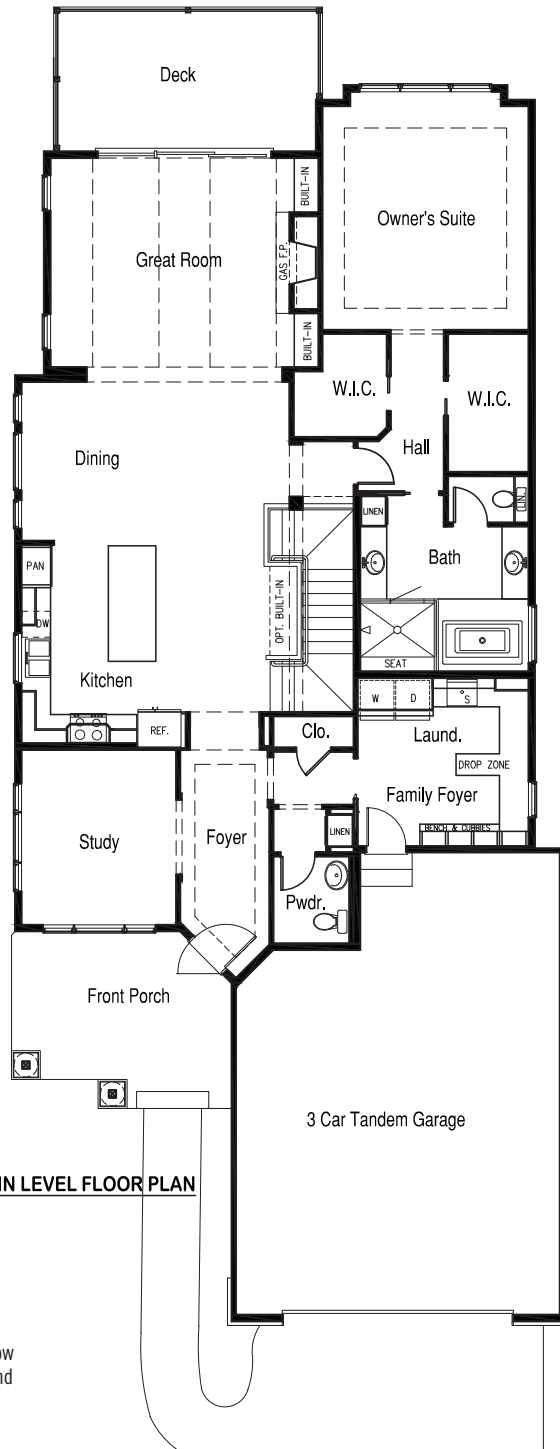 Deck
BUILT-IN
Owner's Suite
Great Room
GAS F.P.
BUILT-IN
W.I.C.
W.I.C.
Dining
Hall
LINEN
LIN.
Bath
PAN
DW
OPT. BUILT-IN
SEAT
Kitchen
W
D
S
REF.
Clo.
Laund.
DROP ZONE
Family Foyer
Study
Foyer
LINEN
BENCH & CUBBIES
Pwdr.
Front Porch
3 Car Tandem Garage
IN LEVEL FLOOR PLAN
ow
nd